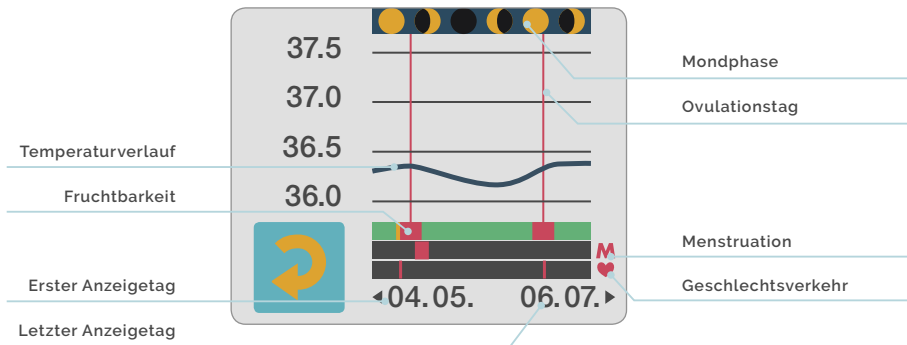 37.5
Mondphase
37.0
Ovulationstag
36.5
Temperaturverlauf
36.0
Fruchtbarkeit
M
Menstruation
Erster Anzeigetag
04.05.
06.07.
Geschlechtsverkehr
Letzter Anzeigetag